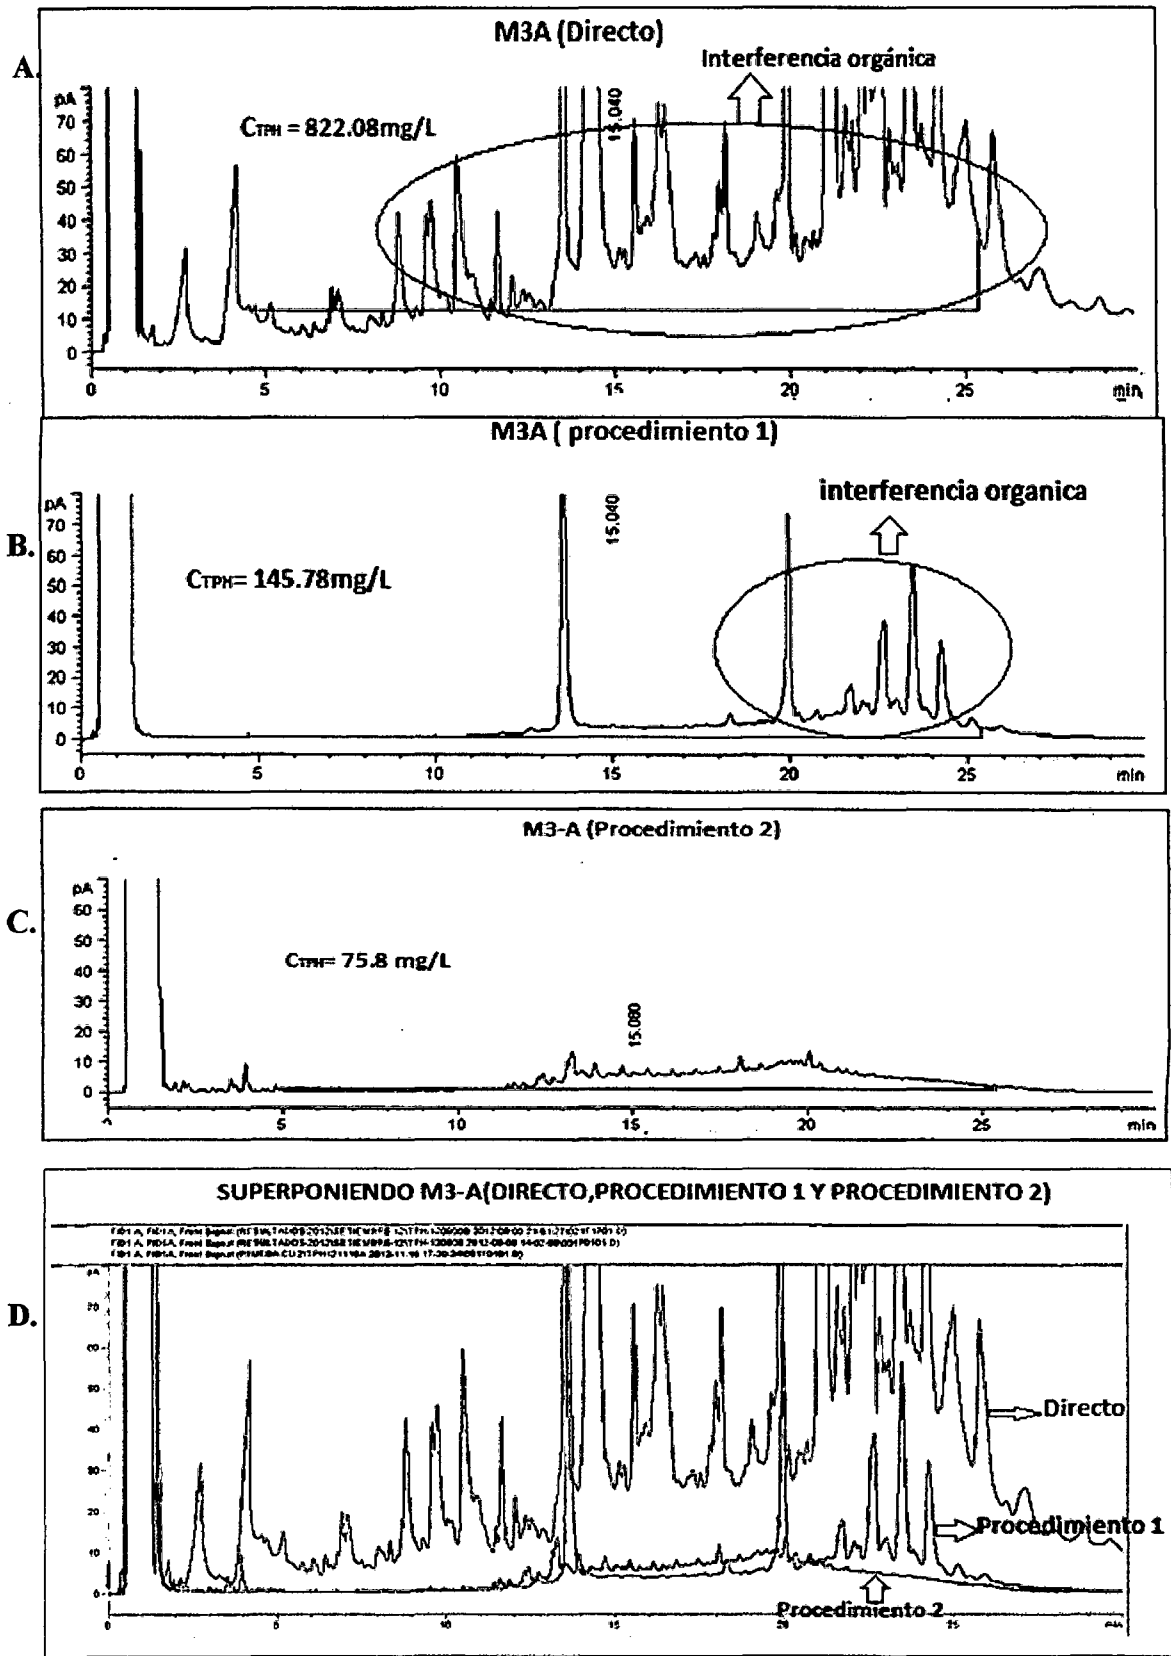 M3A (Directo)
A.
Interferencia orgánica
pA
CTPH = 822.08mg/L
15.040
70
60
50
40
30
20
10
0
0 5 10 15 20 25 min
M3A ( procedimiento 1)
B.
interferencia organica
pA
CTPH= 145.78mg/L
15.040
70
60
50
40
30
20
10
0
0 5 10 15 20 25 min
M3-A (Procedimiento 2)
C.
pA
CTPH= 75.8 mg/L
15.080
60
50
40
30
20
10
0
5 10 15 20 25 min
SUPERPONIENDO M3-A(DIRECTO,PROCEDIMIENTO 1 Y PROCEDIMIENTO 2)
D.
Directo
Procedimiento 1
Procedimiento 2